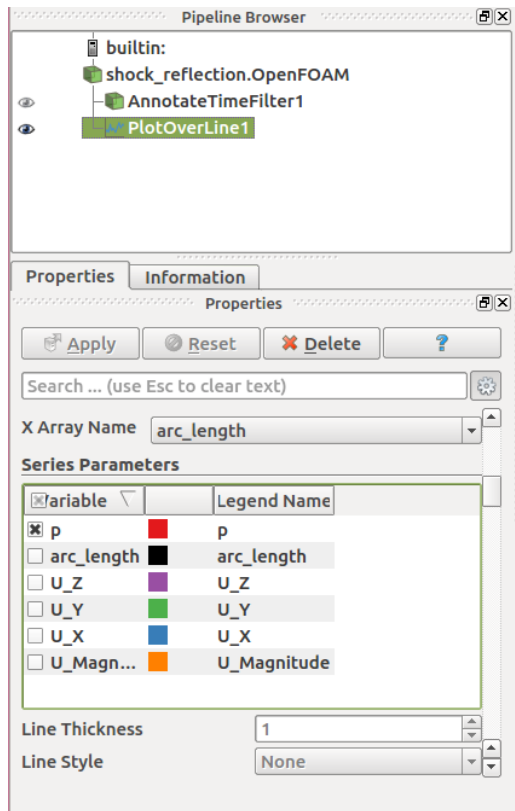 Pipeline Browser
builtin:
shock_reflection.OpenFOAM
AnnotateTimeFilter1
PlotOverLine1
Properties Information
Properties
Apply Reset Delete ?
Search ... (use Esc to clear text)
X Array Name arc_length
Series Parameters
ariable Legend Name
p p
arc_length arc_length
U_Z U_Z
U_Y U_Y
U_X U_X
U_Magn... U_Magnitude
Line Thickness 1
Line Style None